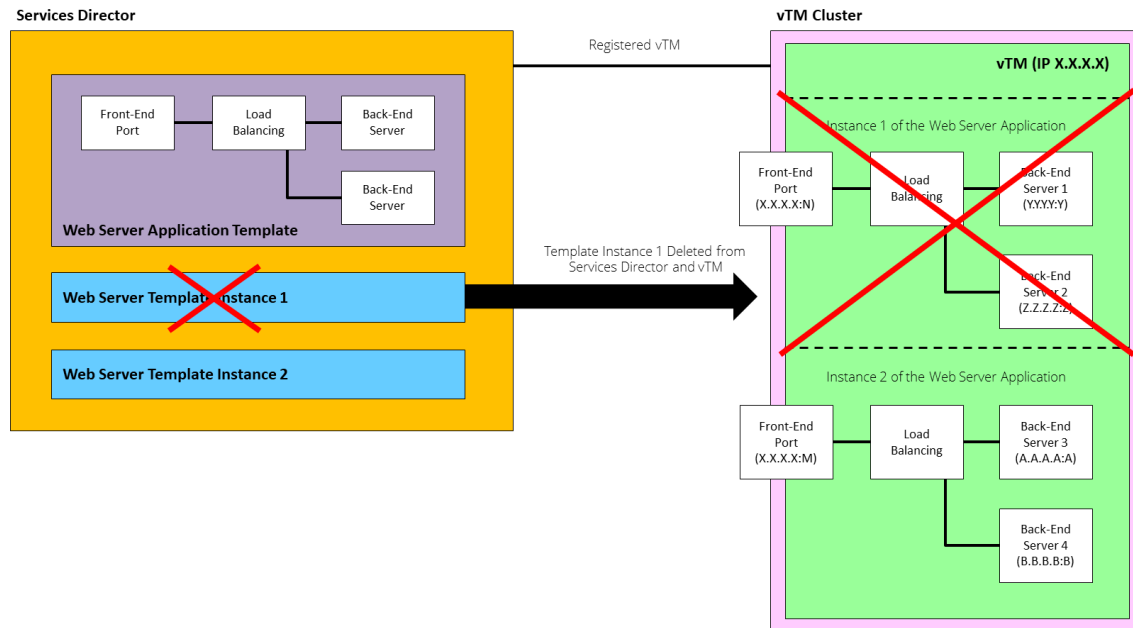 Services Director
Front-End
Port
Load
Balancing
Back-End
Server
Back-End
Server
Web Server Application Template
Web Server Template Instance 1
Web Server Template Instance 2
Registered vTM
Template Instance 1 Deleted from
Services Director and vTM
vTM Cluster
vTM (IP X.X.X.X)
Instance 1 of the Web Server Application
Front-End
Port
(X.X.X.X:N)
Load
Balancing
Back-End
Server 1
(Y.Y.Y.Y:Y)
Back-End
Server 2
(Z.Z.Z.Z:Z)
Instance 2 of the Web Server Application
Front-End
Port
(X.X.X.X:M)
Load
Balancing
Back-End
Server 3
(A.A.A.A:A)
Back-End
Server 4
(B.B.B.B:B)